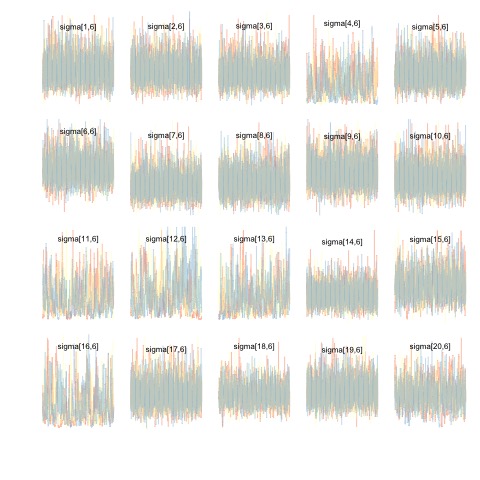 sigma[1,6] sigma[2,6] sigma[3,6] sigma[4,6] sigma[5,6]
sigma[6,6] sigma[7,6] sigma[8,6] sigma[9,6] sigma[10,6]
sigma[11,6] sigma[12,6] sigma[13,6] sigma[14,6] sigma[15,6]
sigma[16,6] sigma[17,6] sigma[18,6] sigma[19,6] sigma[20,6]